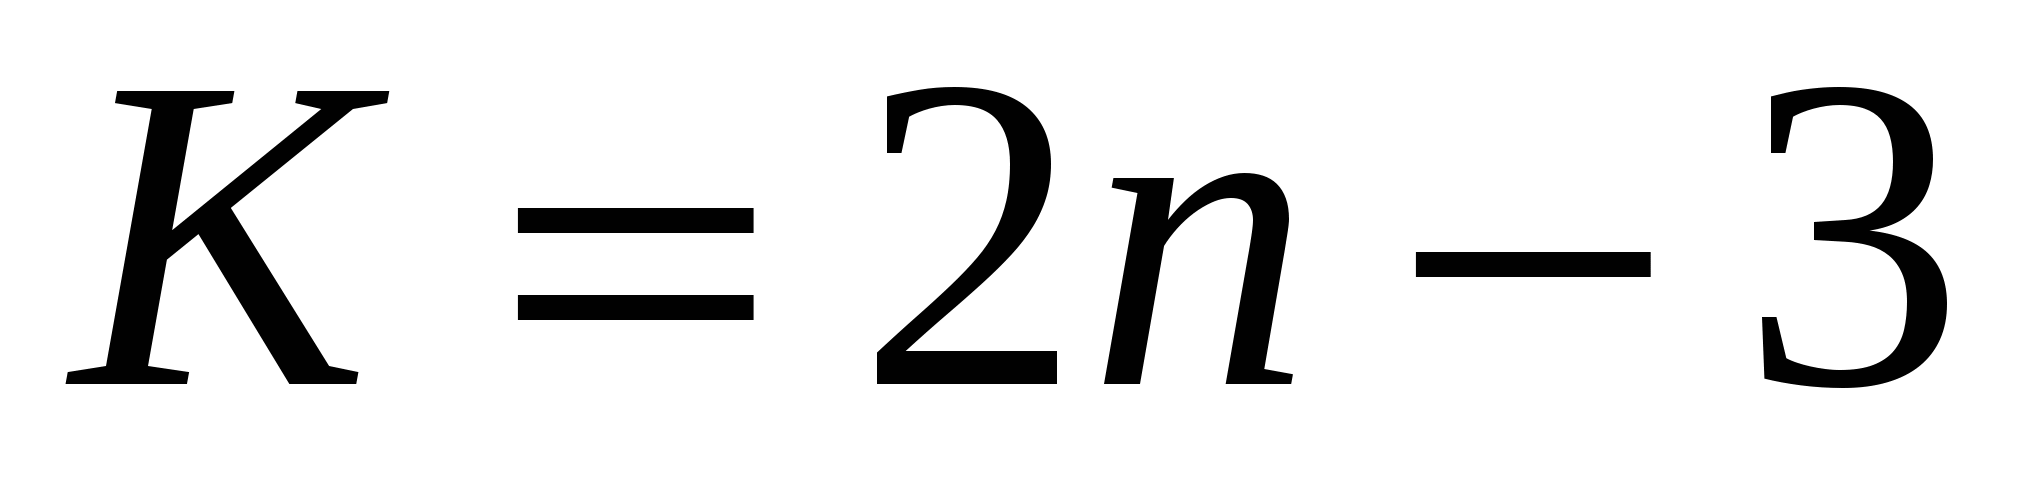 K = 2n − 3